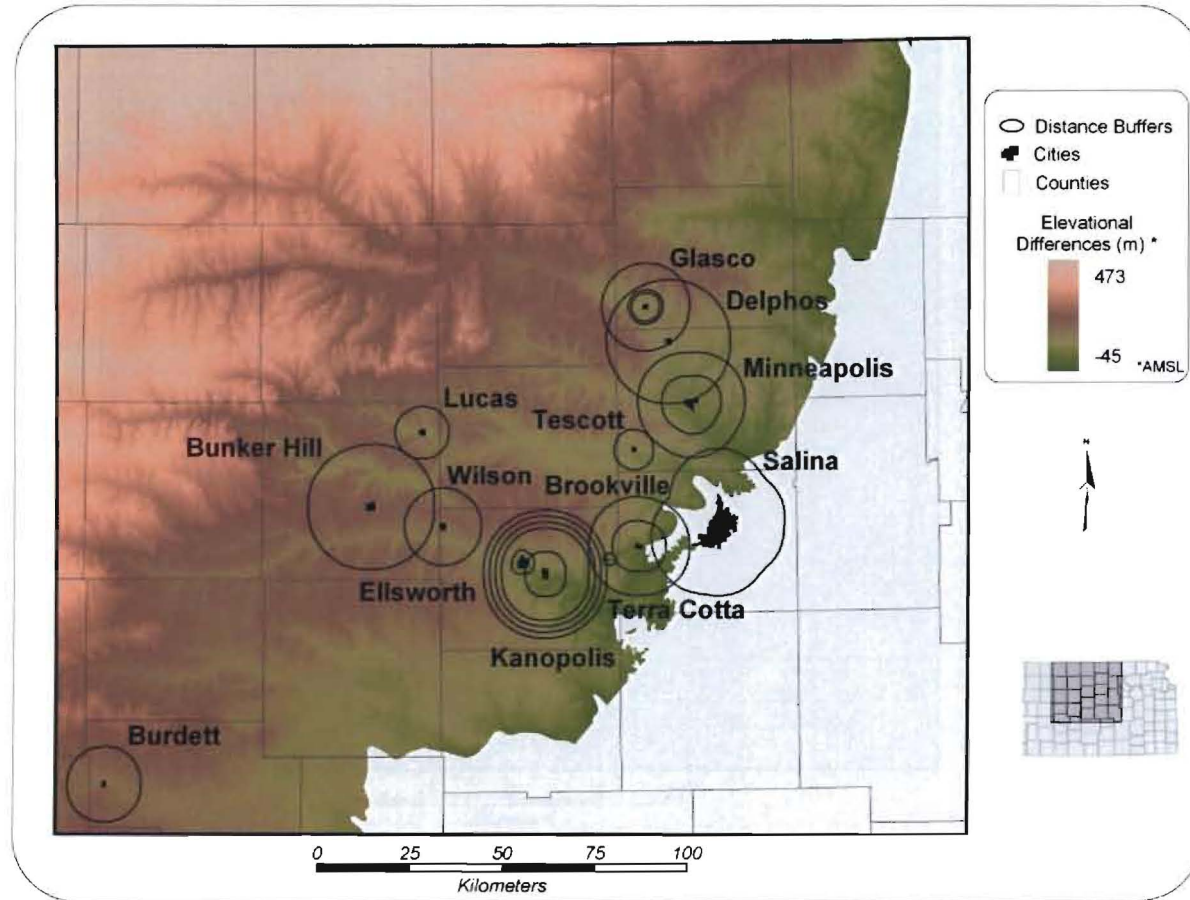 Glasco
Delphos
Minneapolis
Lucas
Tescott
Bunker Hill
Wilson
Brookville
Salina
Ellsworth
Terra Cotta
Kanopolis
Burdett
0 25 50 75 100
Kilometers
Distance Buffers
Cities
Counties
Elevational
Differences (m) *
473
-45
*AMSL
N